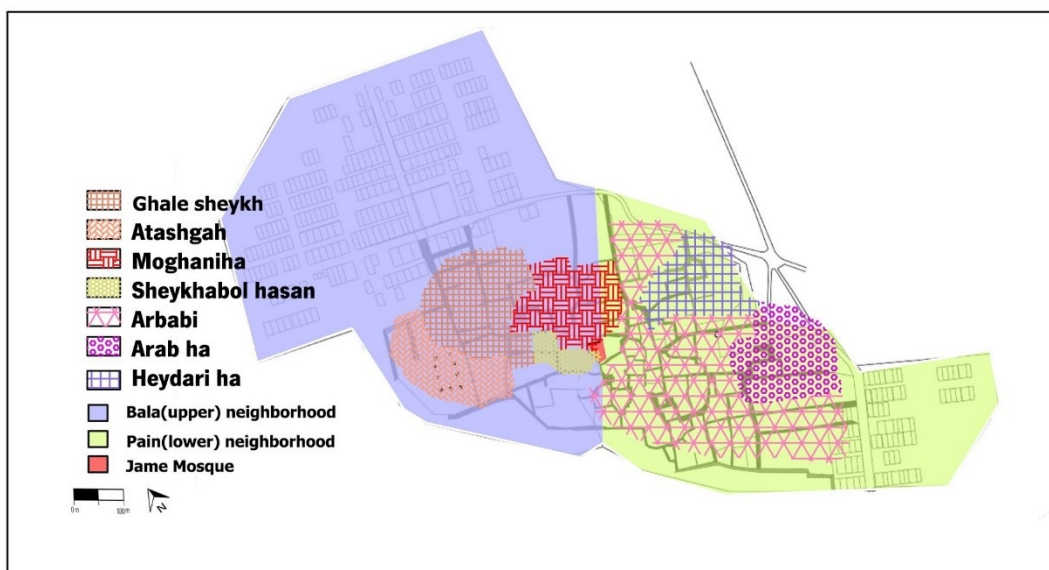 Ghale sheykh
Atashgah
Moghaniha
Sheykhabol hasan
Arbabi
Arab ha
Heydari ha
Bala(upper) neighborhood
Pain(lower) neighborhood
Jame Mosque
0 m 100m
N